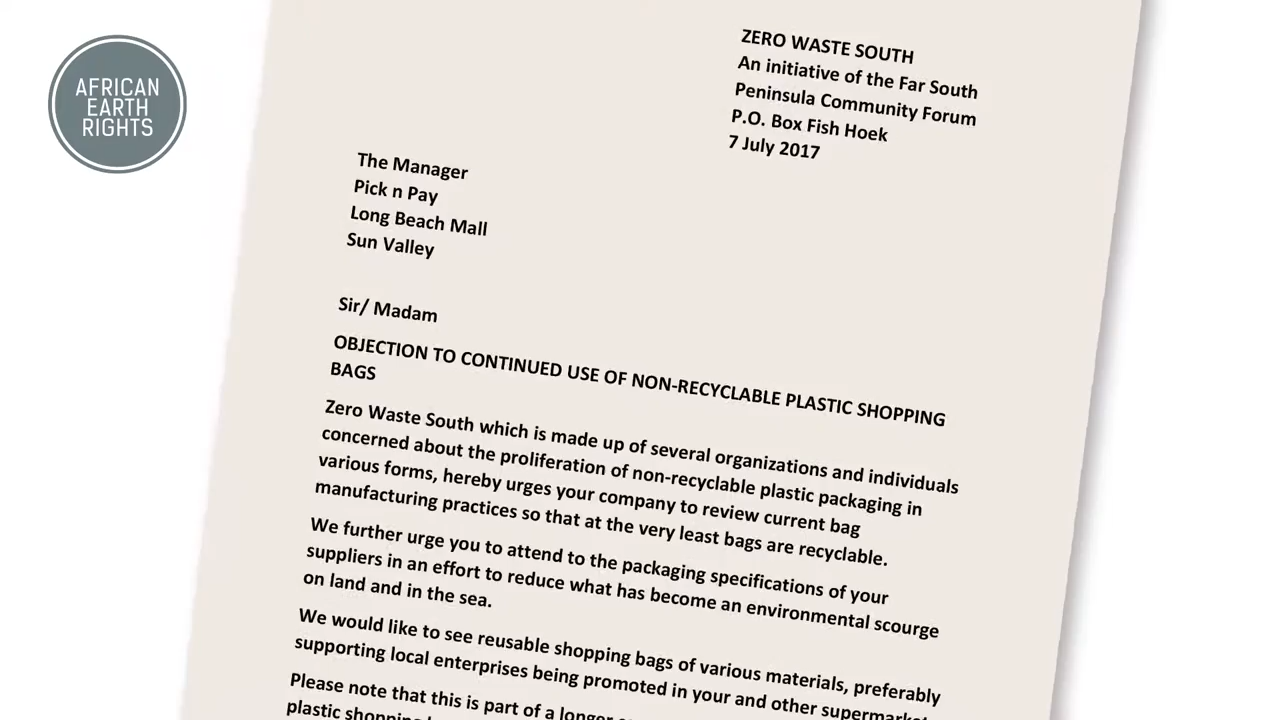 AFRICAN
EARTH
RIGHTS
ZERO WASTE SOUTH
An initiative of the Far South
Peninsula Community Forum
P.O. Box Fish Hoek
7 July 2017
The Manager
Pick n Pay
Long Beach Mall
Sun Valley
Sir/ Madam
OBJECTION TO CONTINUED USE OF NON-RECYCLABLE PLASTIC SHOPPING
BAGS
Zero Waste South which is made up of several organizations and individuals
concerned about the proliferation of non-recyclable plastic packaging in
various forms, hereby urges your company to review current bag
manufacturing practices so that at the very least bags are recyclable.
We further urge you to attend to the packaging specifications of your
suppliers in an effort to reduce what has become an environmental scourge
on land and in the sea.
We would like to see reusable shopping bags of various materials, preferably
supporting local enterprises being promoted in your and other
Please note that this is part of a longer
plastic shopping